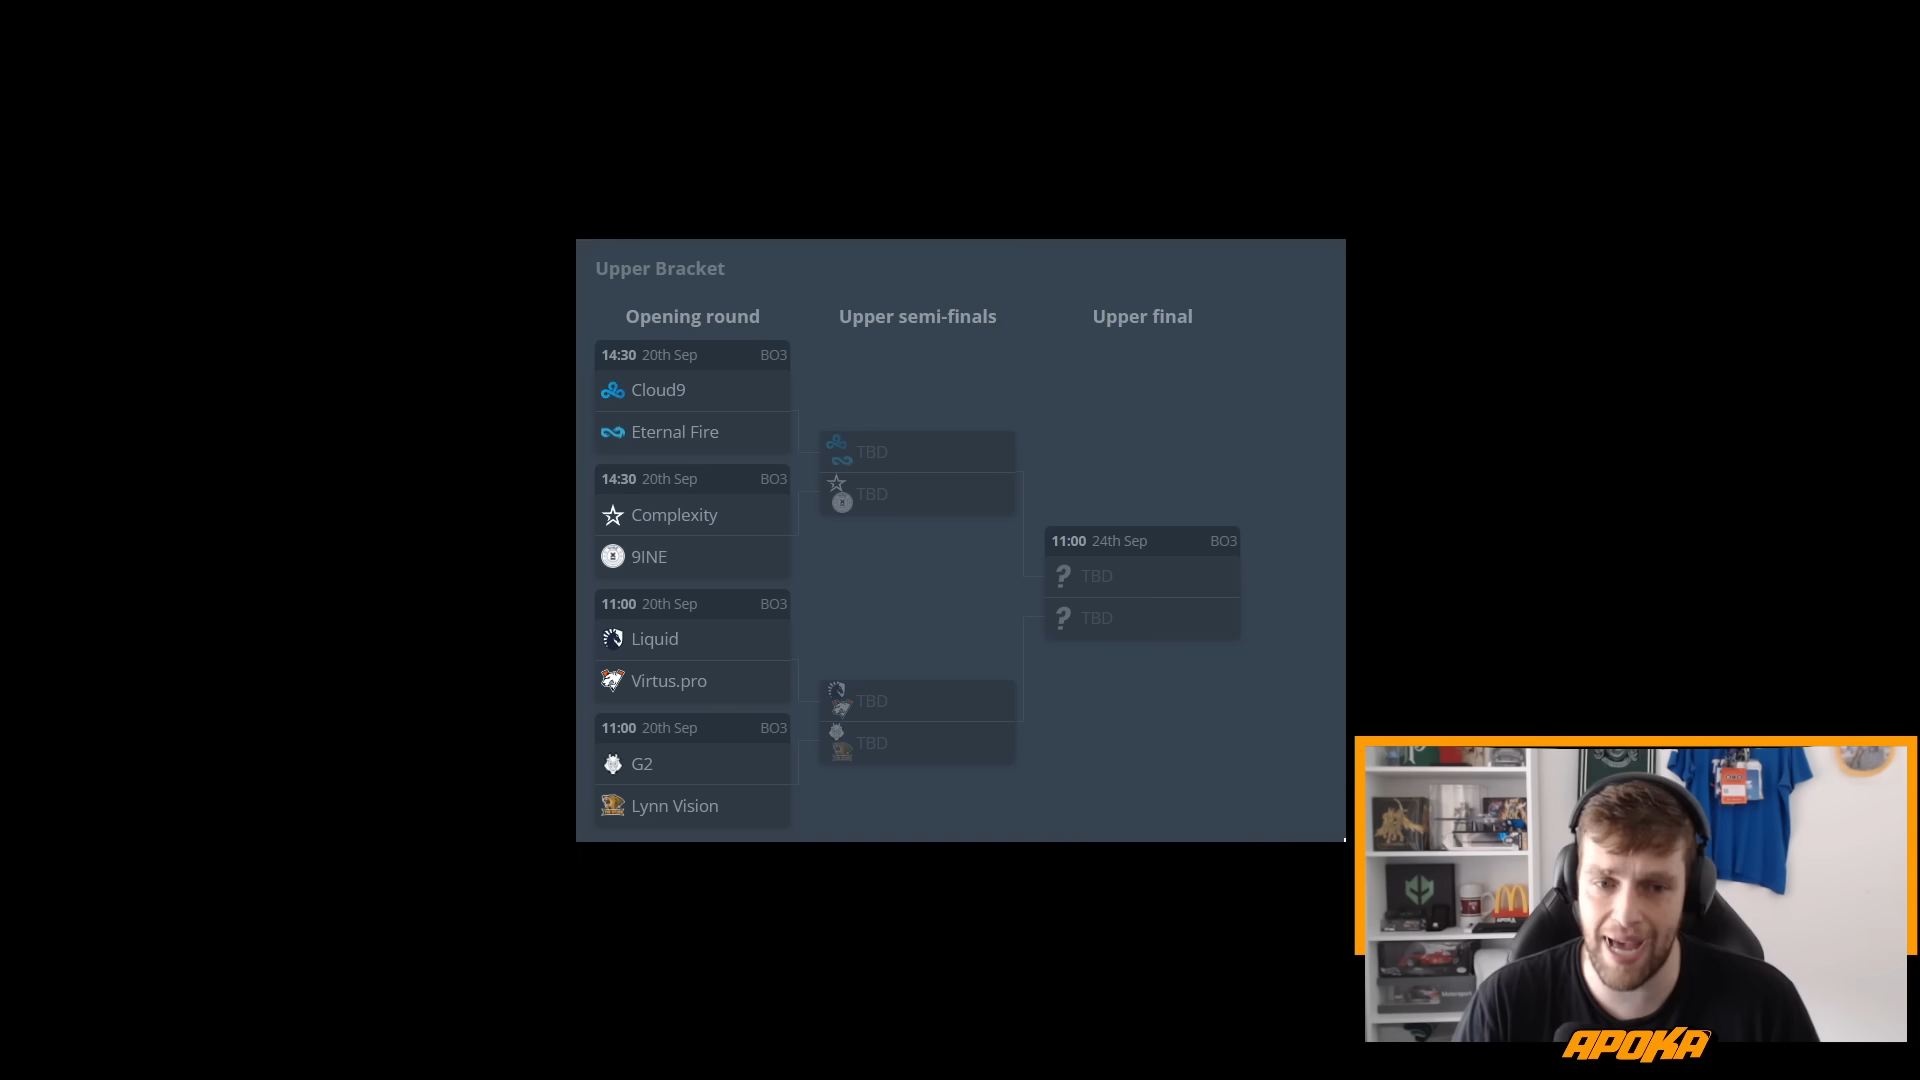 Upper Bracket
Opening round
Upper semi-finals
Upper final
14:30 20th Sep BO3
Cloud9
Eternal Fire
14:30 20th Sep BO3
Complexity
9INE
11:00 20th Sep BO3
Liquid
Virtus.pro
11:00 20th Sep BO3
G2
Lynn Vision
TBD
TBD
TBD
TBD
11:00 24th Sep BO3
? TBD
? TBD
APOKA